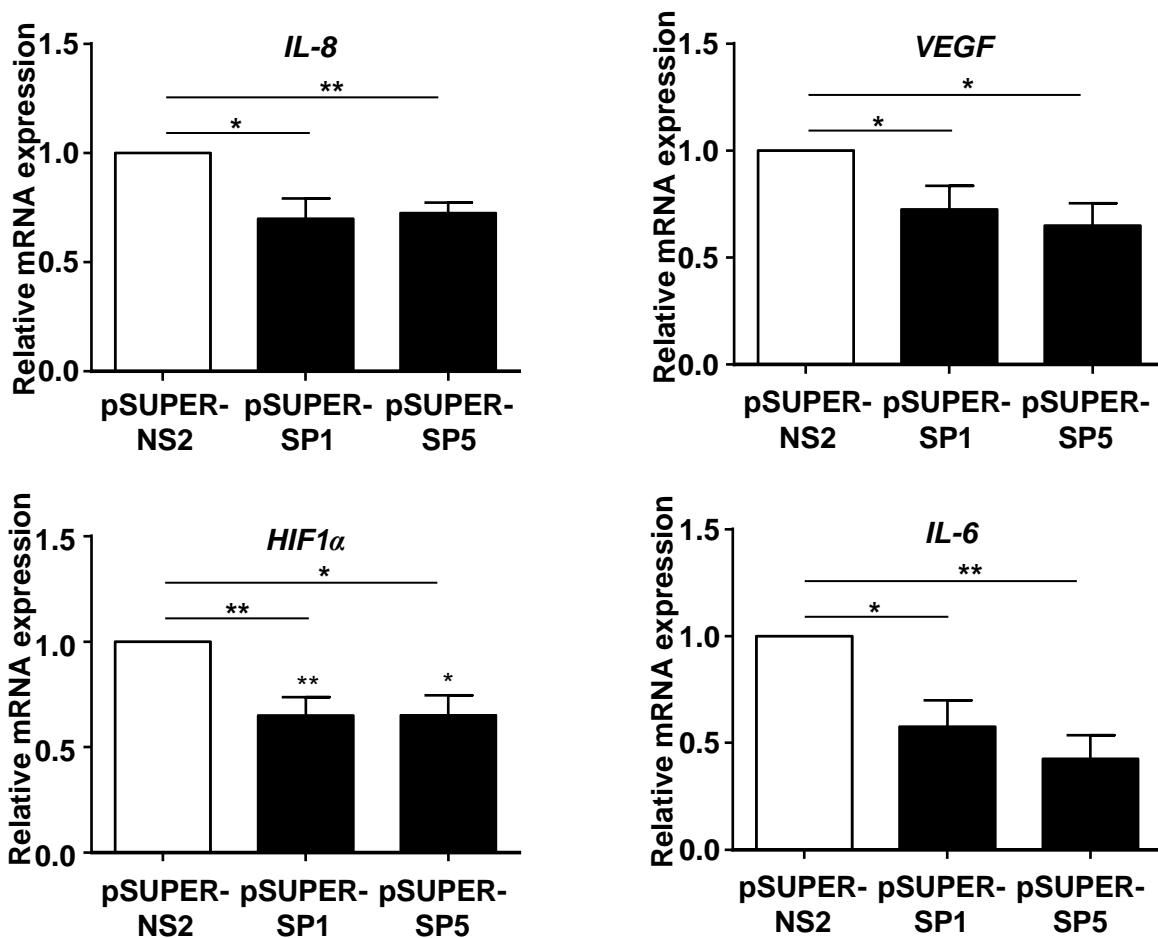 IL-8
Relative mRNA expression
1.5
1.0
0.5
0.0
**
*
pSUPER-NS2
pSUPER-SP1
pSUPER-SP5
VEGF
Relative mRNA expression
1.5
1.0
0.5
0.0
*
*
pSUPER-NS2
pSUPER-SP1
pSUPER-SP5
HIF1α
Relative mRNA expression
1.5
1.0
0.5
0.0
*
**
** *
pSUPER-NS2
pSUPER-SP1
pSUPER-SP5
IL-6
Relative mRNA expression
1.5
1.0
0.5
0.0
**
*
pSUPER-NS2
pSUPER-SP1
pSUPER-SP5